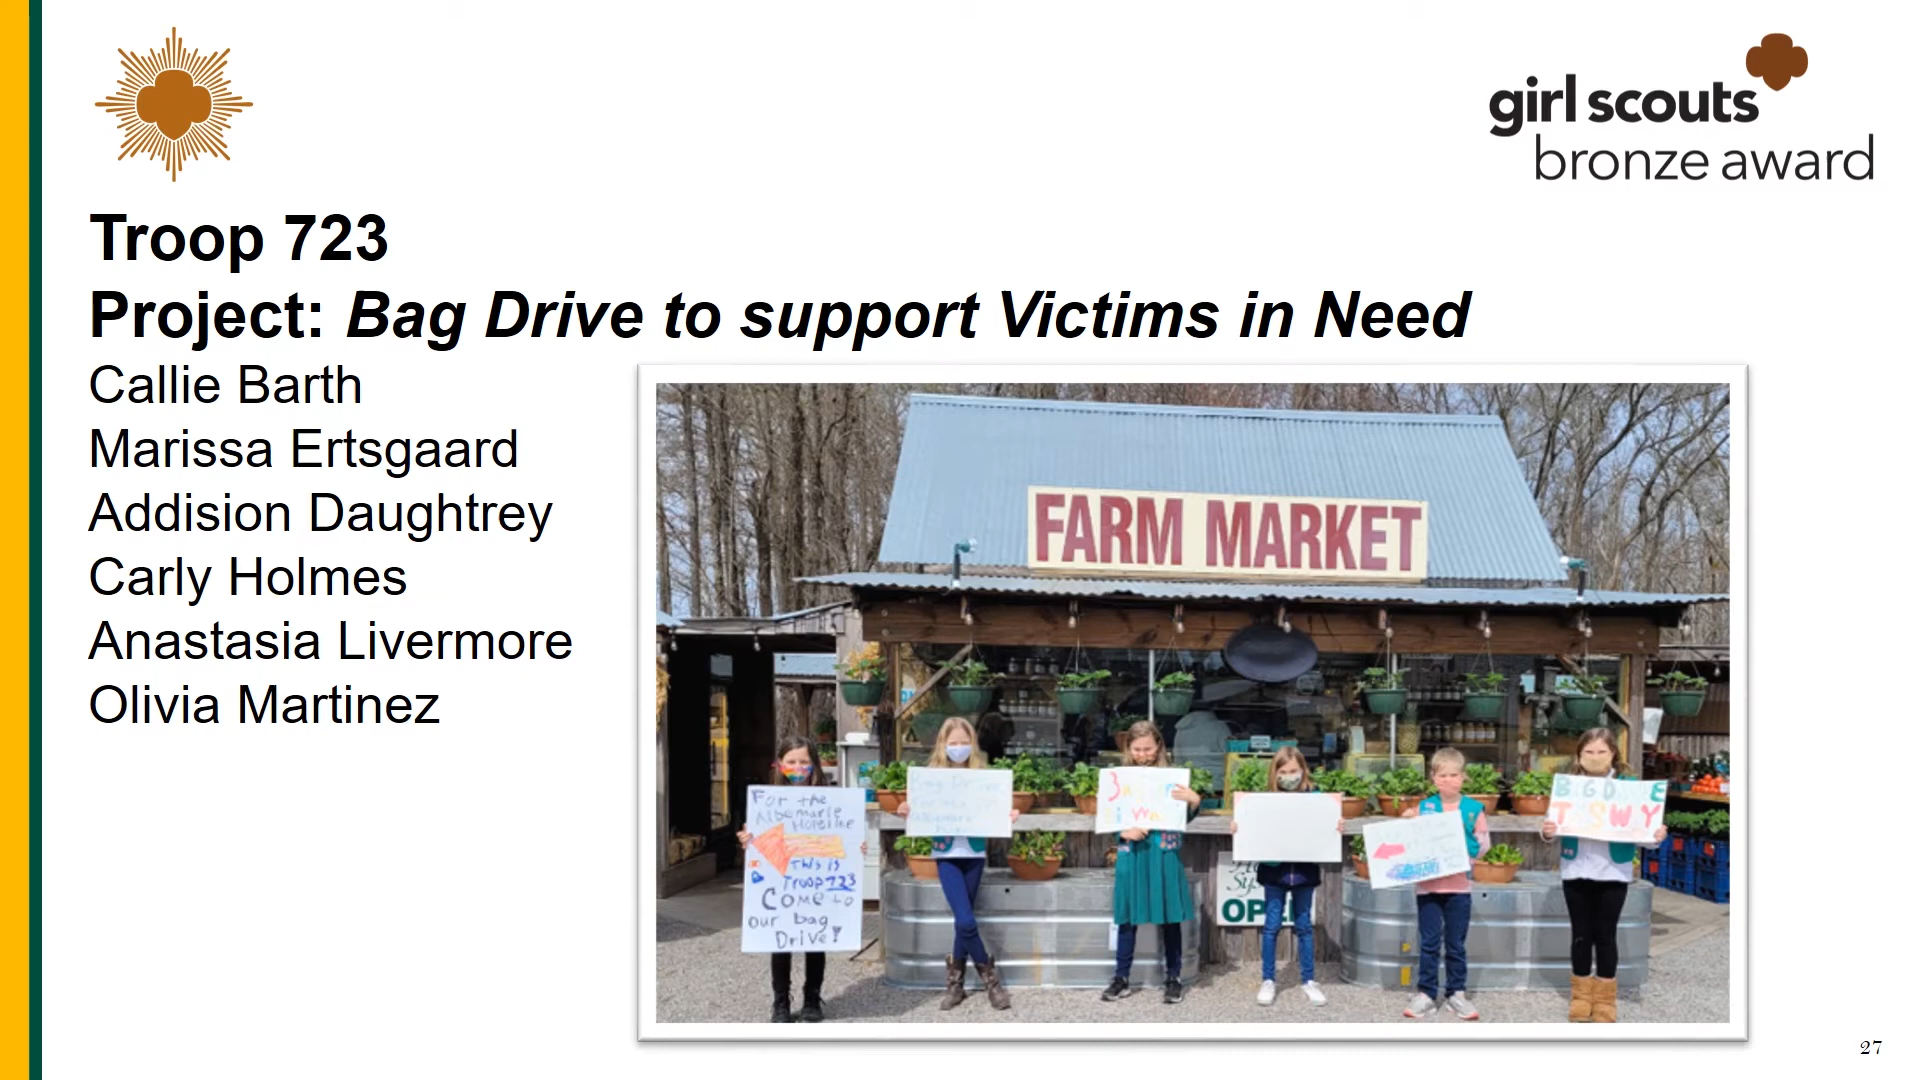 girl scouts
bronze award
Troop 723
Project: Bag Drive to support Victims in Need
Callie Barth
Marissa Ertsgaard
Addision Daughtrey
Carly Holmes
Anastasia Livermore
Olivia Martinez
FARM MARKET
For the
Albemarle
Hopeline
This is
Troop 723
Come to
our bag
Drive!
27